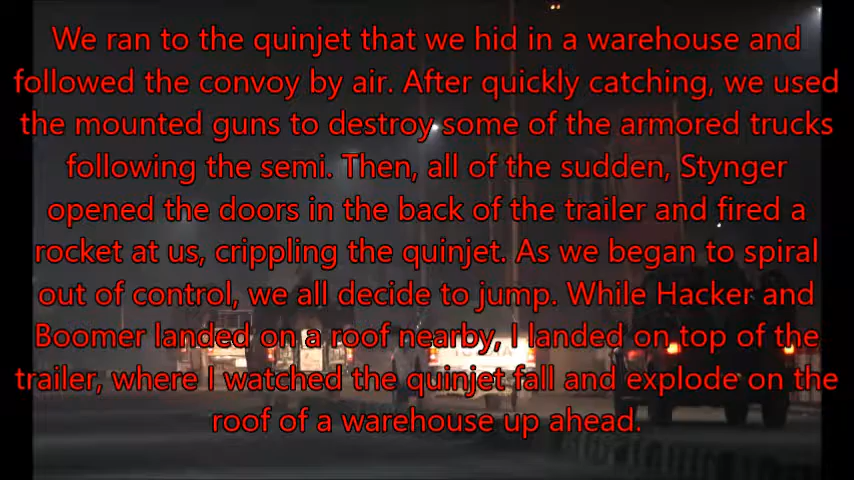 We ran to the quinjet that we hid in a warehouse and
followed the convoy by air. After quickly catching, we used
the mounted guns to destroy some of the armored trucks
following the semi. Then, all of the sudden, Stynger
opened the doors in the back of the trailer and fired a
rocket at us, crippling the quinjet. As we began to spiral
out of control, we all decide to jump. While Hacker and
Boomer landed on a roof nearby, I landed on top of the
trailer, where I watched the quinjet fall and explode on the
roof of a warehouse up ahead.